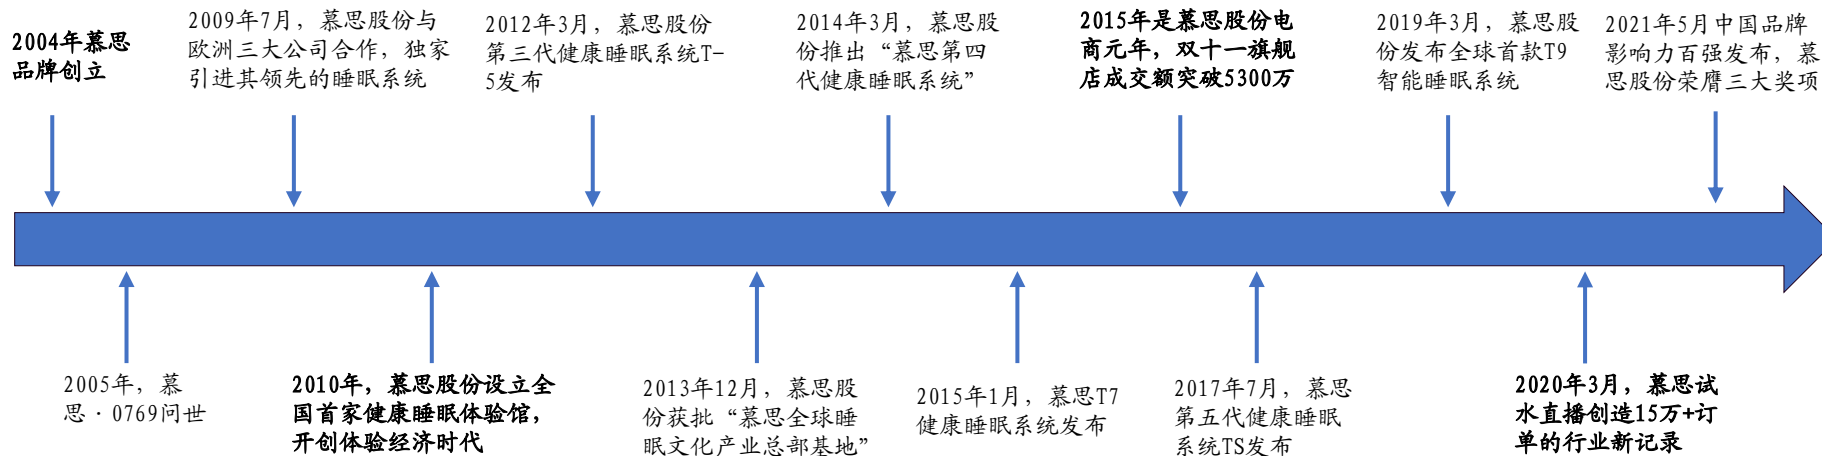 2004年慕思
品牌创立
2009年7月，慕思股份与
欧洲三大公司合作，独家
引进其领先的睡眠系统
2012年3月，慕思股份
第三代健康睡眠系统T-
5发布
2014年3月，慕思股
份推出“慕思第四
代健康睡眠系统”
2015年是慕思股份电
商元年，双十一旗舰
店成交额突破5300万
2019年3月，慕思股
份发布全球首款T9
智能睡眠系统
2021年5月中国品牌
影响力百强发布，慕
思股份荣膺三大奖项
2005年，慕
思·0769问世
2010年，慕思股份设立全
国首家健康睡眠体验馆，
开创体验经济时代
2013年12月，慕思股
份获批“慕思全球睡
眠文化产业总部基地”
2015年1月，慕思T7
健康睡眠系统发布
2017年7月，慕思
第五代健康睡眠
系统TS发布
2020年3月，慕思试
水直播创造15万+订
单的行业新记录